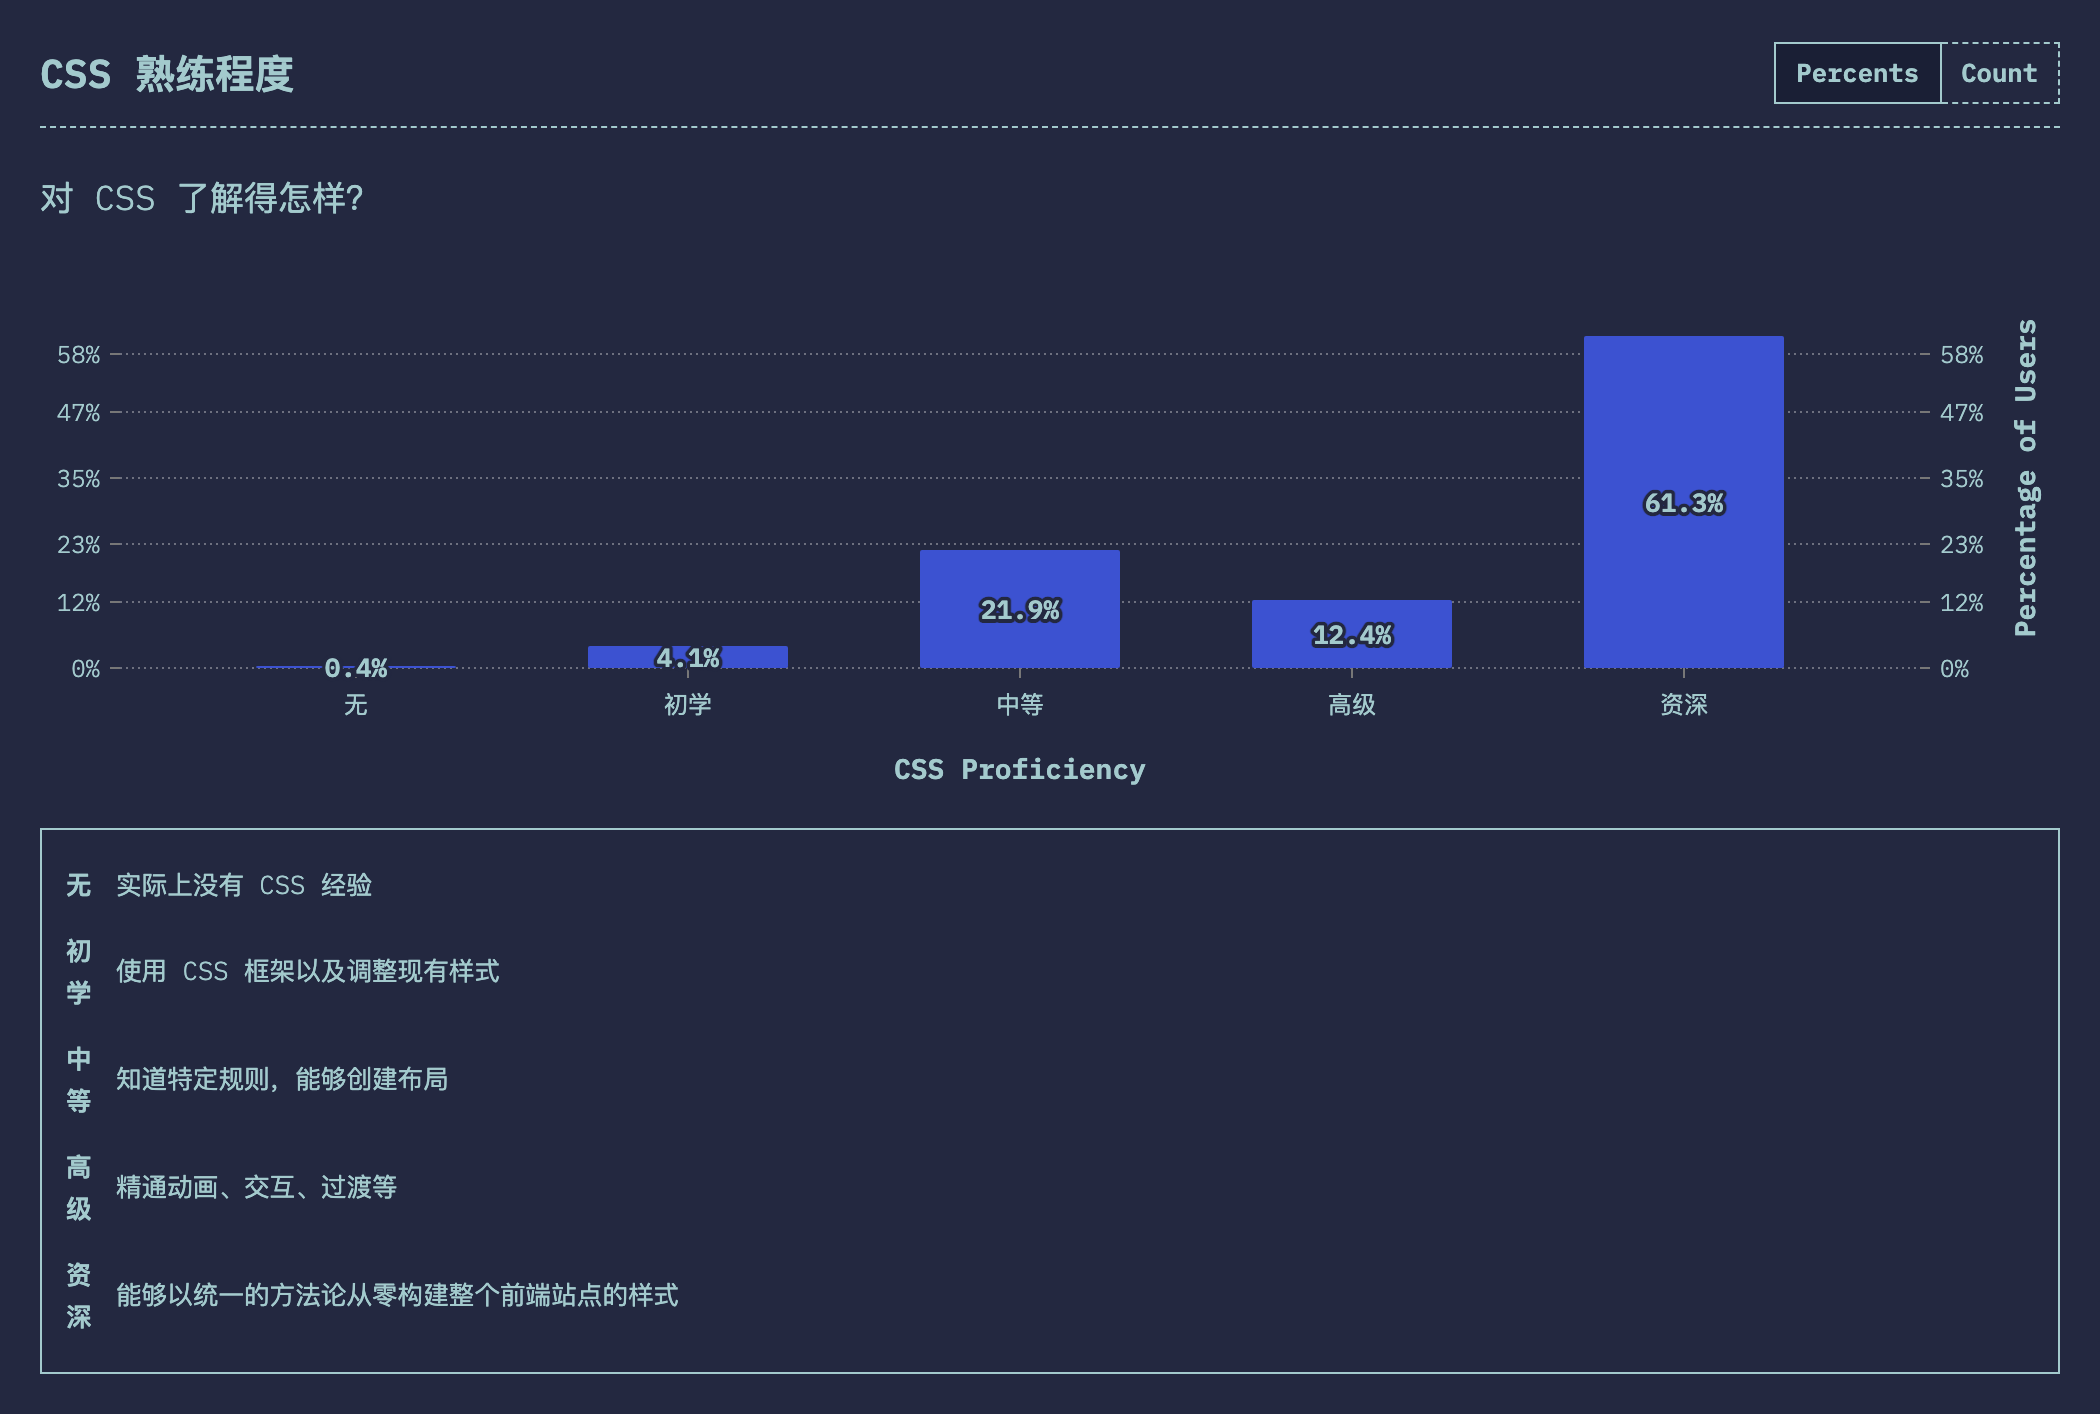 CSS 熟练程度
Percents Count
对 CSS 了解得怎样?
58% 58%
47% 47%
35% 35%
23% 23%
12% 12%
0% 0%
Percentage of Users
0.4% 4.1% 21.9% 12.4% 61.3%
无 初学 中等 高级 资深
CSS Proficiency
无 实际上没有 CSS 经验
初学 使用 CSS 框架以及调整现有样式
中等 知道特定规则，能够创建布局
高级 精通动画、交互、过渡等
资深 能够以统一的方法论从零构建整个前端站点的样式